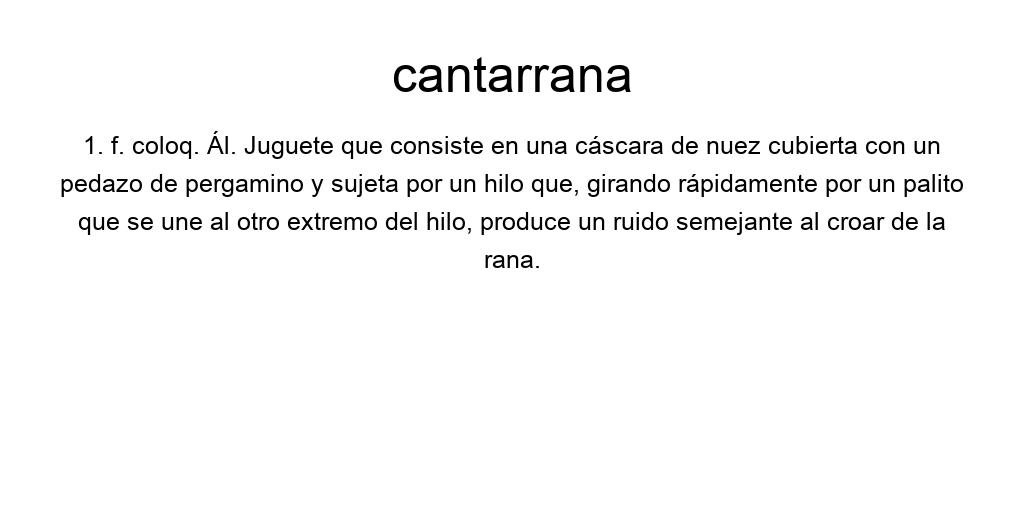 cantarrana
1. f. coloq. Ál. Juguete que consiste en una cáscara de nuez cubierta con un
pedazo de pergamino y sujeta por un hilo que, girando rápidamente por un palito
que se une al otro extremo del hilo, produce un ruido semejante al croar de la
rana.